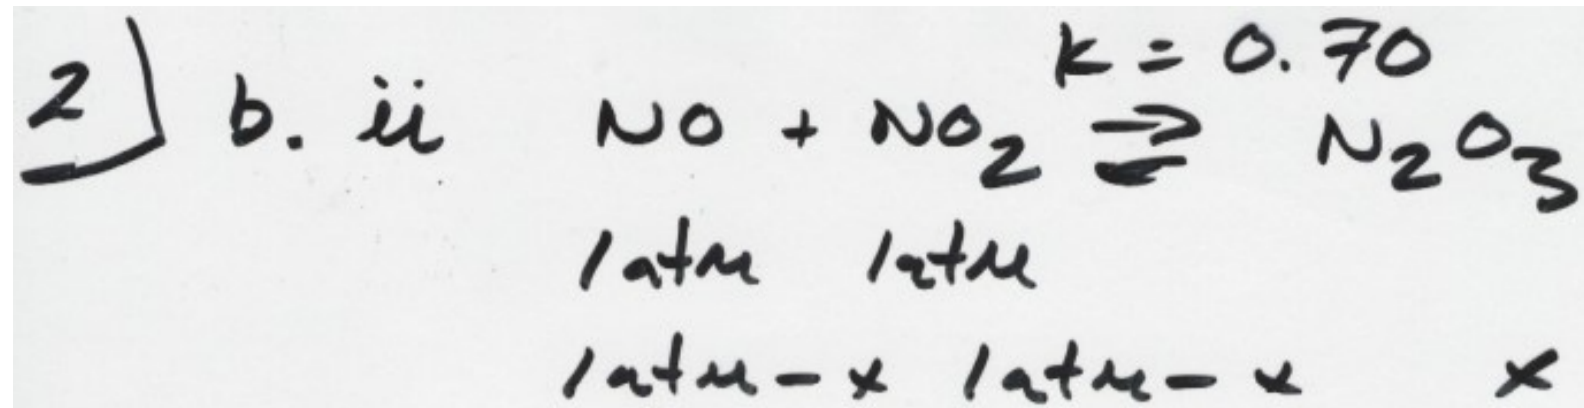 K = 0.70
2) b. ii NO + NO₂ ⇌ N₂O₃
1atm 1atm
1atm - x 1atm - x x